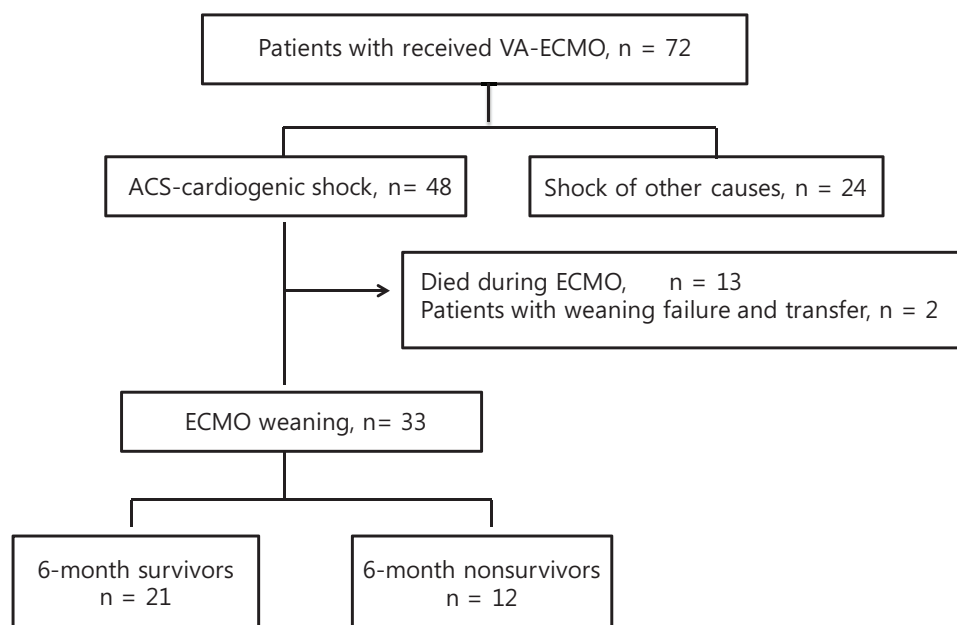 Patients with received VA-ECMO, n = 72
ACS-cardiogenic shock, n= 48
Shock of other causes, n = 24
Died during ECMO, n = 13
Patients with weaning failure and transfer, n = 2
ECMO weaning, n= 33
6-month survivors
n = 21
6-month nonsurvivors
n = 12